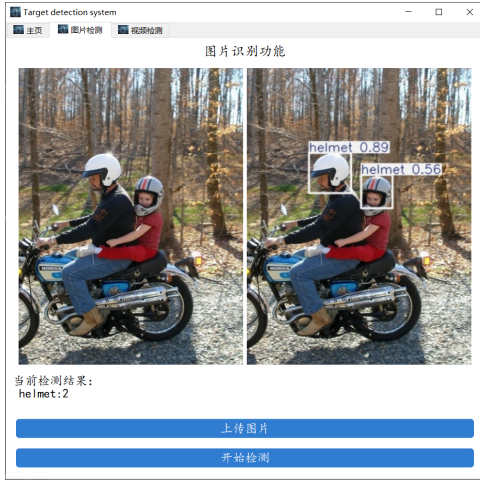 Target detection system
主页 图片检测 视频检测
图片识别功能
helmet 0.89
helmet 0.56
HONDA
当前检测结果：
helmet:2
上传图片
开始检测